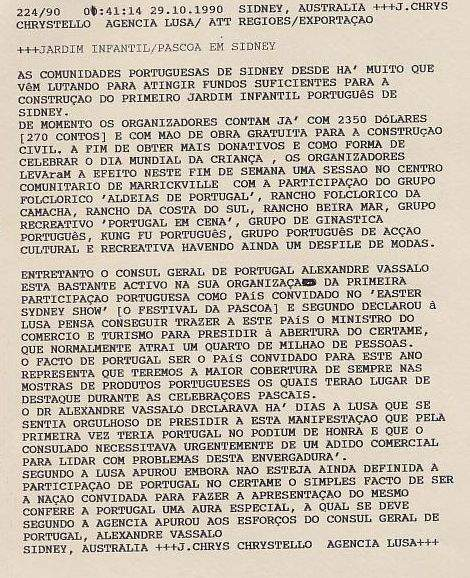 224/90   00:41:14 29.10.1990  SIDNEY, AUSTRALIA +++J.CHRYS
CHRYSTELLO  AGENCIA LUSA/ ATT REGIOES/EXPORTAÇAO
+++JARDIM INFANTIL/PASCOA EM SIDNEY
AS COMUNIDADES PORTUGUESAS DE SIDNEY DESDE HA' MUITO QUE
VêM LUTANDO PARA ATINGIR FUNDOS SUFICIENTES PARA A
CONSTRUÇAO DO PRIMEIRO JARDIM INFANTIL PORTUGUêS DE
SIDNEY.
DE MOMENTO OS ORGANIZADORES CONTAM JA' COM 2350 DóLARES
[270 CONTOS] E COM MAO DE OBRA GRATUITA PARA A CONSTRUÇAO
CIVIL. A FIM DE OBTER MAIS DONATIVOS E COMO FORMA DE
CELEBRAR O DIA MUNDIAL DA CRIANÇA , OS ORGANIZADORES
LEVAraM A EFEITO NESTE FIM DE SEMANA UMA SESSAO NO CENTRO
COMUNITARIO DE MARRICKVILLE  COM A PARTICIPAÇAO DO GRUPO
FOLCLORICO 'ALDEIAS DE PORTUGAL', RANCHO FOLCLORICO DA
CAMACHA, RANCHO DA COSTA DO SUL, RANCHO BEIRA MAR, GRUPO
RECREATIVO 'PORTUGAL EM CENA', GRUPO DE GINASTICA
PORTUGUêS, KUNG FU PORTUGUêS, GRUPO PORTUGUêS DE ACÇAO
CULTURAL E RECREATIVA HAVENDO AINDA UM DESFILE DE MODAS.
ENTRETANTO O CONSUL GERAL DE PORTUGAL ALEXANDRE VASSALO
ESTA BASTANTE ACTIVO NA SUA ORGANIZAÇA DA PRIMEIRA
PARTICIPAÇAO PORTUGUESA COMO PAíS CONVIDADO NO 'EASTER
SYDNEY SHOW' [O FESTIVAL DA PASCOA] E SEGUNDO DECLAROU à
LUSA PENSA CONSEGUIR TRAZER A ESTE PAíS O MINISTRO DO
COMERCIO E TURISMO PARA PRESIDIR à ABERTURA DO CERTAME,
QUE NORMALMENTE ATRAI UM QUARTO DE MILHAO DE PESSOAS.
O FACTO DE PORTUGAL SER O PAíS CONVIDADO PARA ESTE ANO
REPRESENTA QUE TEREMOS A MAIOR COBERTURA DE SEMPRE NAS
MOSTRAS DE PRODUTOS PORTUGUESES OS QUAIS TERAO LUGAR DE
DESTAQUE DURANTE AS CELEBRAÇOES PASCAIS.
O DR ALEXANDRE VASSALO DECLARAVA HA' DIAS A LUSA QUE SE
SENTIA ORGULHOSO DE PRESIDIR A ESTA MANIFESTAÇAO QUE PELA
PRIMEIRA VEZ TERIA PORTUGAL NO PODIUM DE HONRA E QUE O
CONSULADO NECESSITAVA URGENTEMENTE DE UM ADIDO COMERCIAL
PARA LIDAR COM PROBLEMAS DESTA ENVERGADURA'.
SEGUNDO A LUSA APUROU EMBORA NAO ESTEJA AINDA DEFINIDA A
PARTICIPAÇAO DE PORTUGAL NO CERTAME O SIMPLES FACTO DE SER
A NAÇAO CONVIDADA PARA FAZER A APRESENTAÇAO DO MESMO
CONFERE A PORTUGAL UMA AURA ESPECIAL, A QUAL SE DEVE
SEGUNDO A AGENCIA APUROU AOS ESFORÇOS DO CONSUL GERAL DE
PORTUGAL, ALEXANDRE VASSALO
SIDNEY, AUSTRALIA +++J.CHRYS CHRYSTELLO  AGENCIA LUSA+++